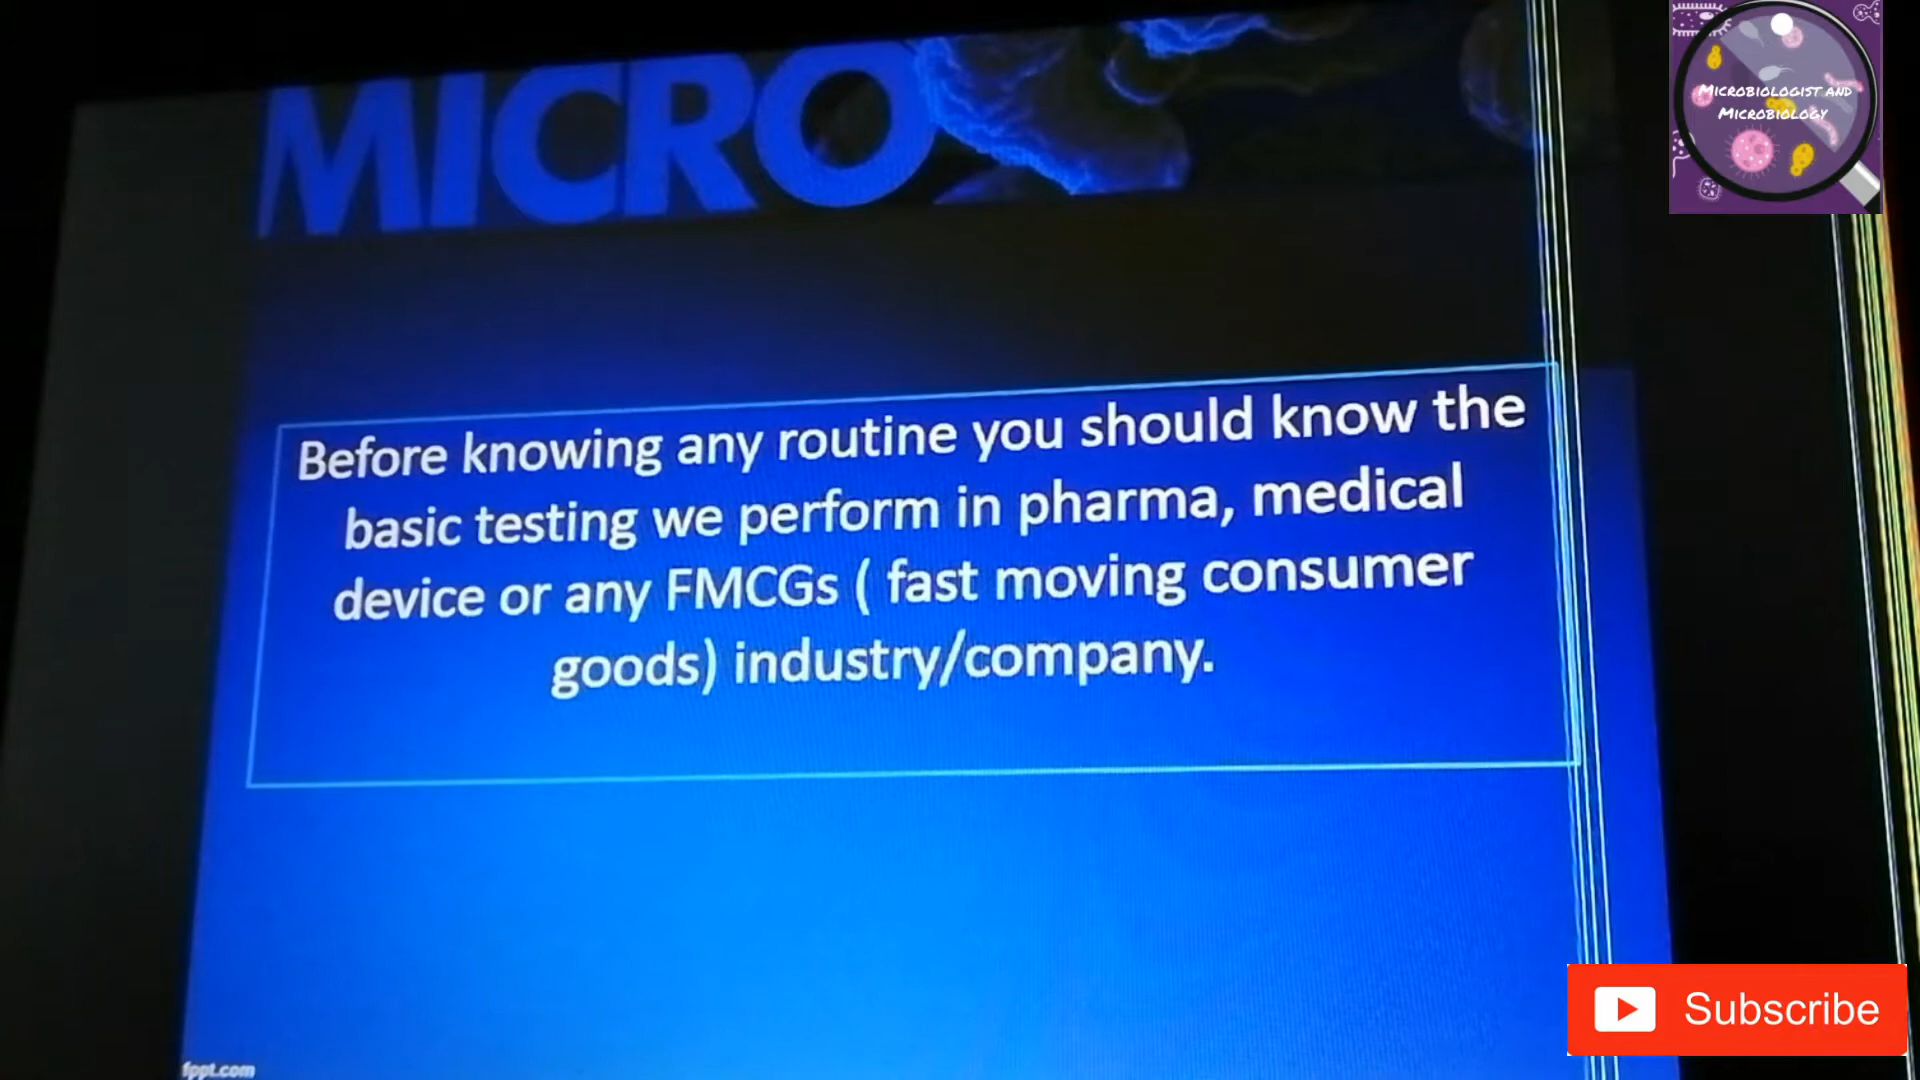 MICRO
MICROBIOLOGIST AND
MICROBIOLOGY
Before knowing any routine you should know the
basic testing we perform in pharma, medical
device or any FMCGs ( fast moving consumer
goods) industry/company.
Subscribe
fppt.com